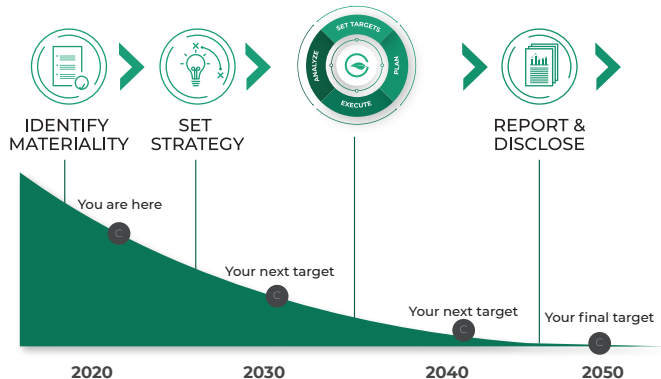 SET TARGETS
ANALYZE
PLAN
EXECUTE
IDENTIFY
MATERIALITY
SET
STRATEGY
REPORT &
DISCLOSE
You are here
C
Your next target
C
Your next target
C
Your final target
C
2020
2030
2040
2050